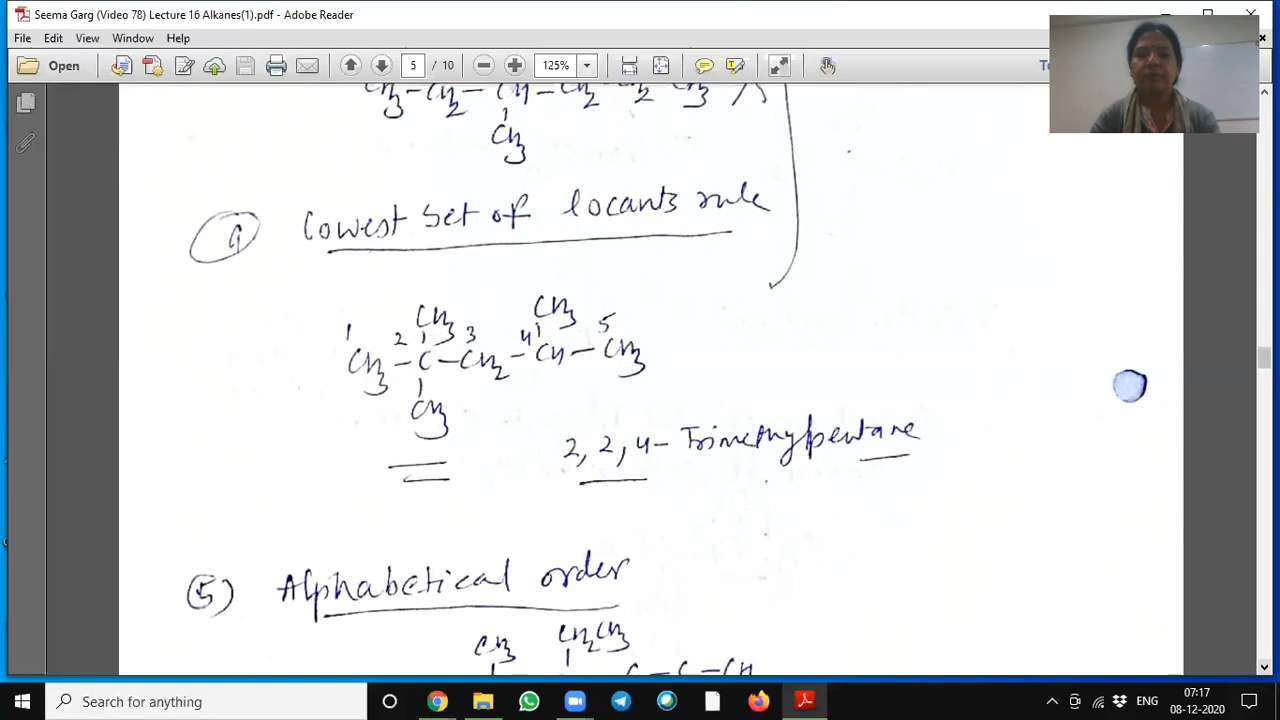 Seema Garg (Video 78) Lecture 16 Alkanes(1).pdf - Adobe Reader
File Edit View Window Help
Open 5 / 10 125% To
CH3-CH2-CH-CH2-CH2-CH3
CH3
Lowest Set of locants rule
CH3 CH3
1 2 3 4 5
CH3-C-CH2-CH-CH3
CH3
2, 2, 4- Trimethylpentane
(5) Alphabetical order
CH3 CH2CH3
C-C-CH
Search for anything
ENG
07:17
08-12-2020